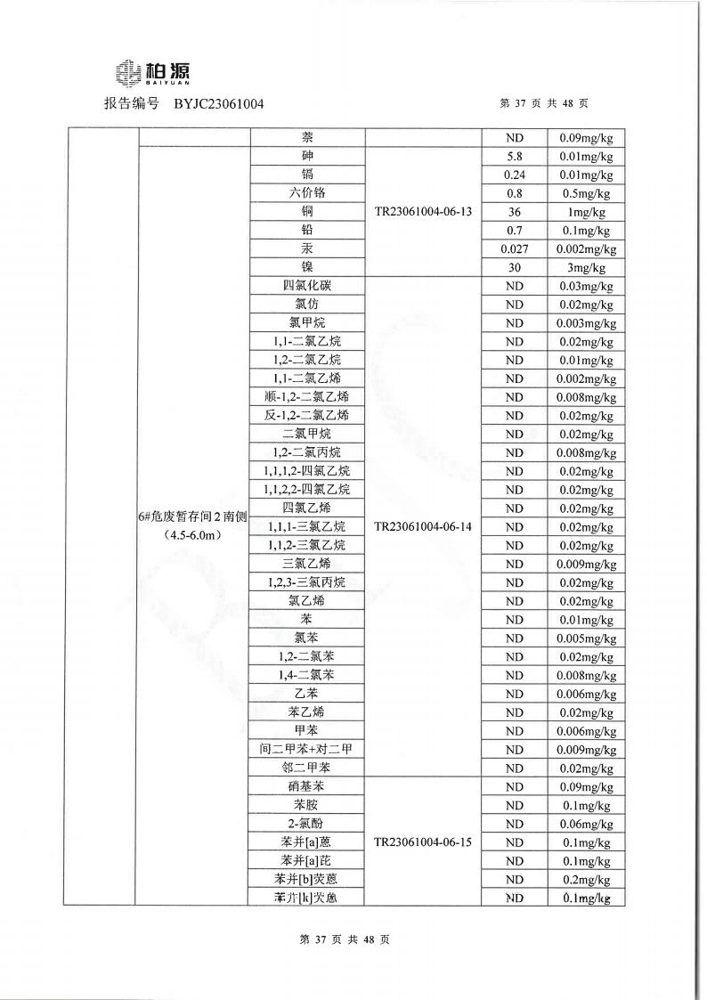 柏源
BAIYUAN
报告编号 BYJC23061004 第 37 页 共 48 页
萘 ND 0.09mg/kg
砷 5.8 0.01mg/kg
镉 0.24 0.01mg/kg
六价铬 0.8 0.5mg/kg
铜 TR23061004-06-13 36 1mg/kg
铅 0.7 0.1mg/kg
汞 0.027 0.002mg/kg
镍 30 3mg/kg
四氯化碳 ND 0.03mg/kg
氯仿 ND 0.02mg/kg
氯甲烷 ND 0.003mg/kg
1,1-二氯乙烷 ND 0.02mg/kg
1,2-二氯乙烷 ND 0.01mg/kg
1,1-二氯乙烯 ND 0.002mg/kg
顺-1,2-二氯乙烯 ND 0.008mg/kg
反-1,2-二氯乙烯 ND 0.02mg/kg
二氯甲烷 ND 0.02mg/kg
1,2-二氯丙烷 ND 0.008mg/kg
1,1,1,2-四氯乙烷 ND 0.02mg/kg
1,1,2,2-四氯乙烷 ND 0.02mg/kg
四氯乙烯 ND 0.02mg/kg
6#危废暂存间 2 南侧 1,1,1-三氯乙烷 TR23061004-06-14 ND 0.02mg/kg
（4.5-6.0m） 1,1,2-三氯乙烷 ND 0.02mg/kg
三氯乙烯 ND 0.009mg/kg
1,2,3-三氯丙烷 ND 0.02mg/kg
氯乙烯 ND 0.02mg/kg
苯 ND 0.01mg/kg
氯苯 ND 0.005mg/kg
1,2-二氯苯 ND 0.02mg/kg
1,4-二氯苯 ND 0.008mg/kg
乙苯 ND 0.006mg/kg
苯乙烯 ND 0.02mg/kg
甲苯 ND 0.006mg/kg
间二甲苯+对二甲 ND 0.009mg/kg
邻二甲苯 ND 0.02mg/kg
硝基苯 ND 0.09mg/kg
苯胺 ND 0.1mg/kg
2-氯酚 ND 0.06mg/kg
苯并[a]蒽 TR23061004-06-15 ND 0.1mg/kg
苯并[a]芘 ND 0.1mg/kg
苯并[b]荧蒽 ND 0.2mg/kg
苯并[k]荧蒽 ND 0.1mg/kg
第 37 页 共 48 页